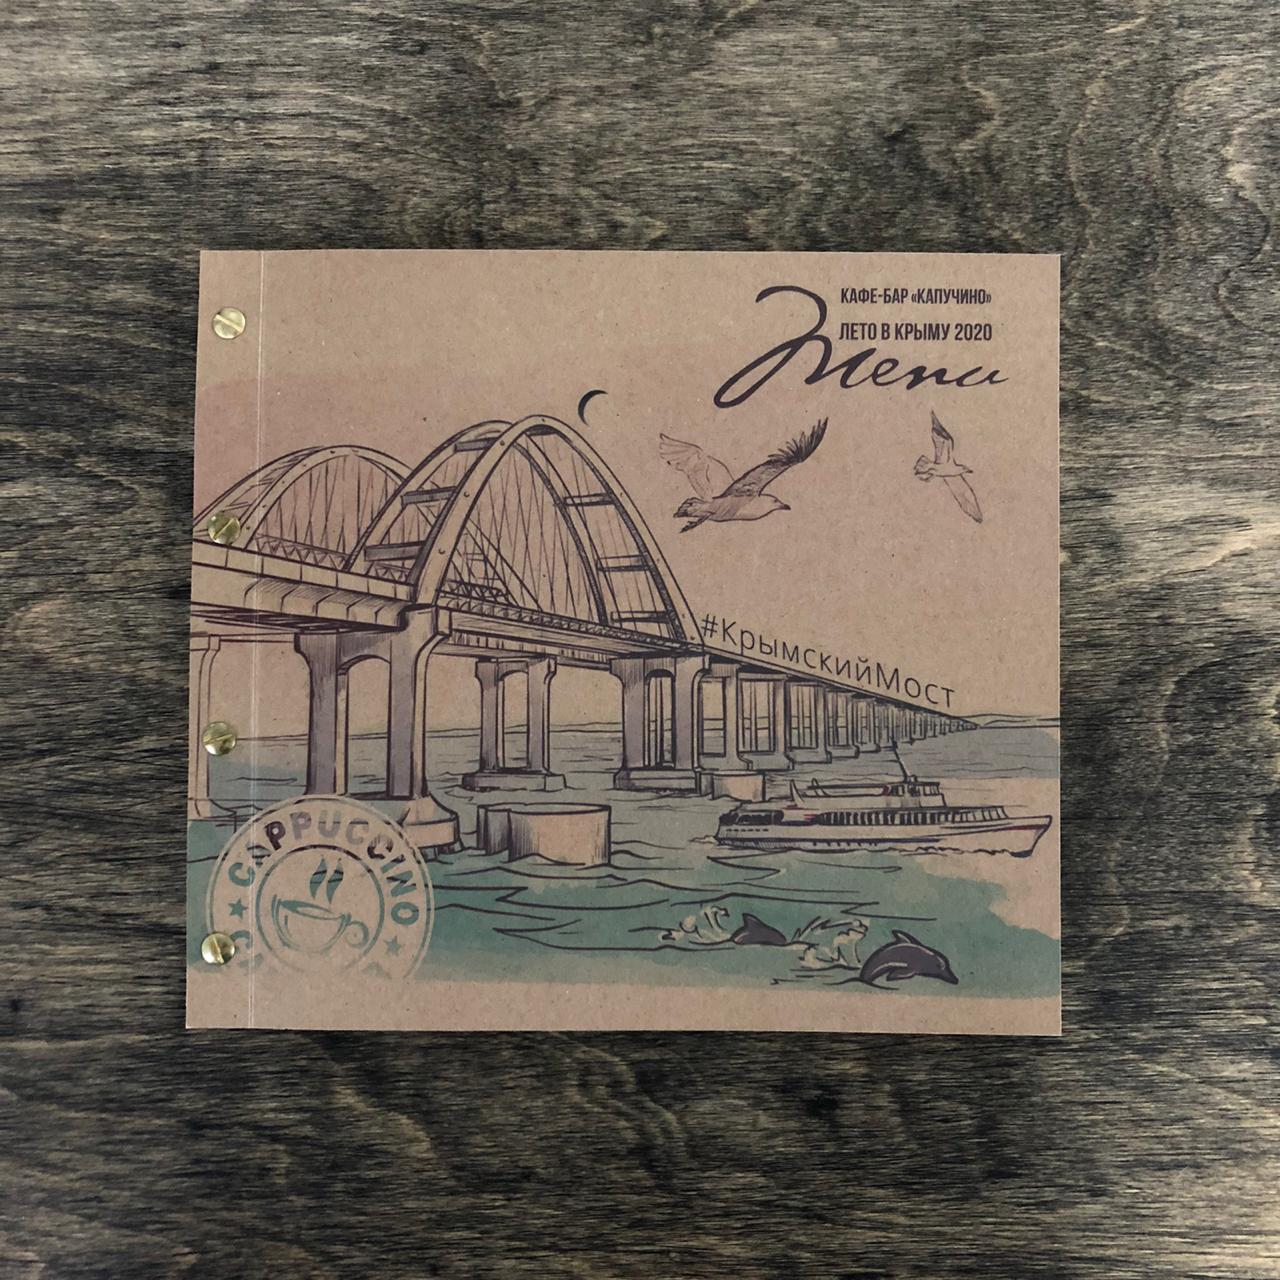 КАФЕ-БАР «КАПУЧИНО»
ЛЕТО В КРЫМУ 2020
Menu
#КрымскийМост
CAPPUCCINO